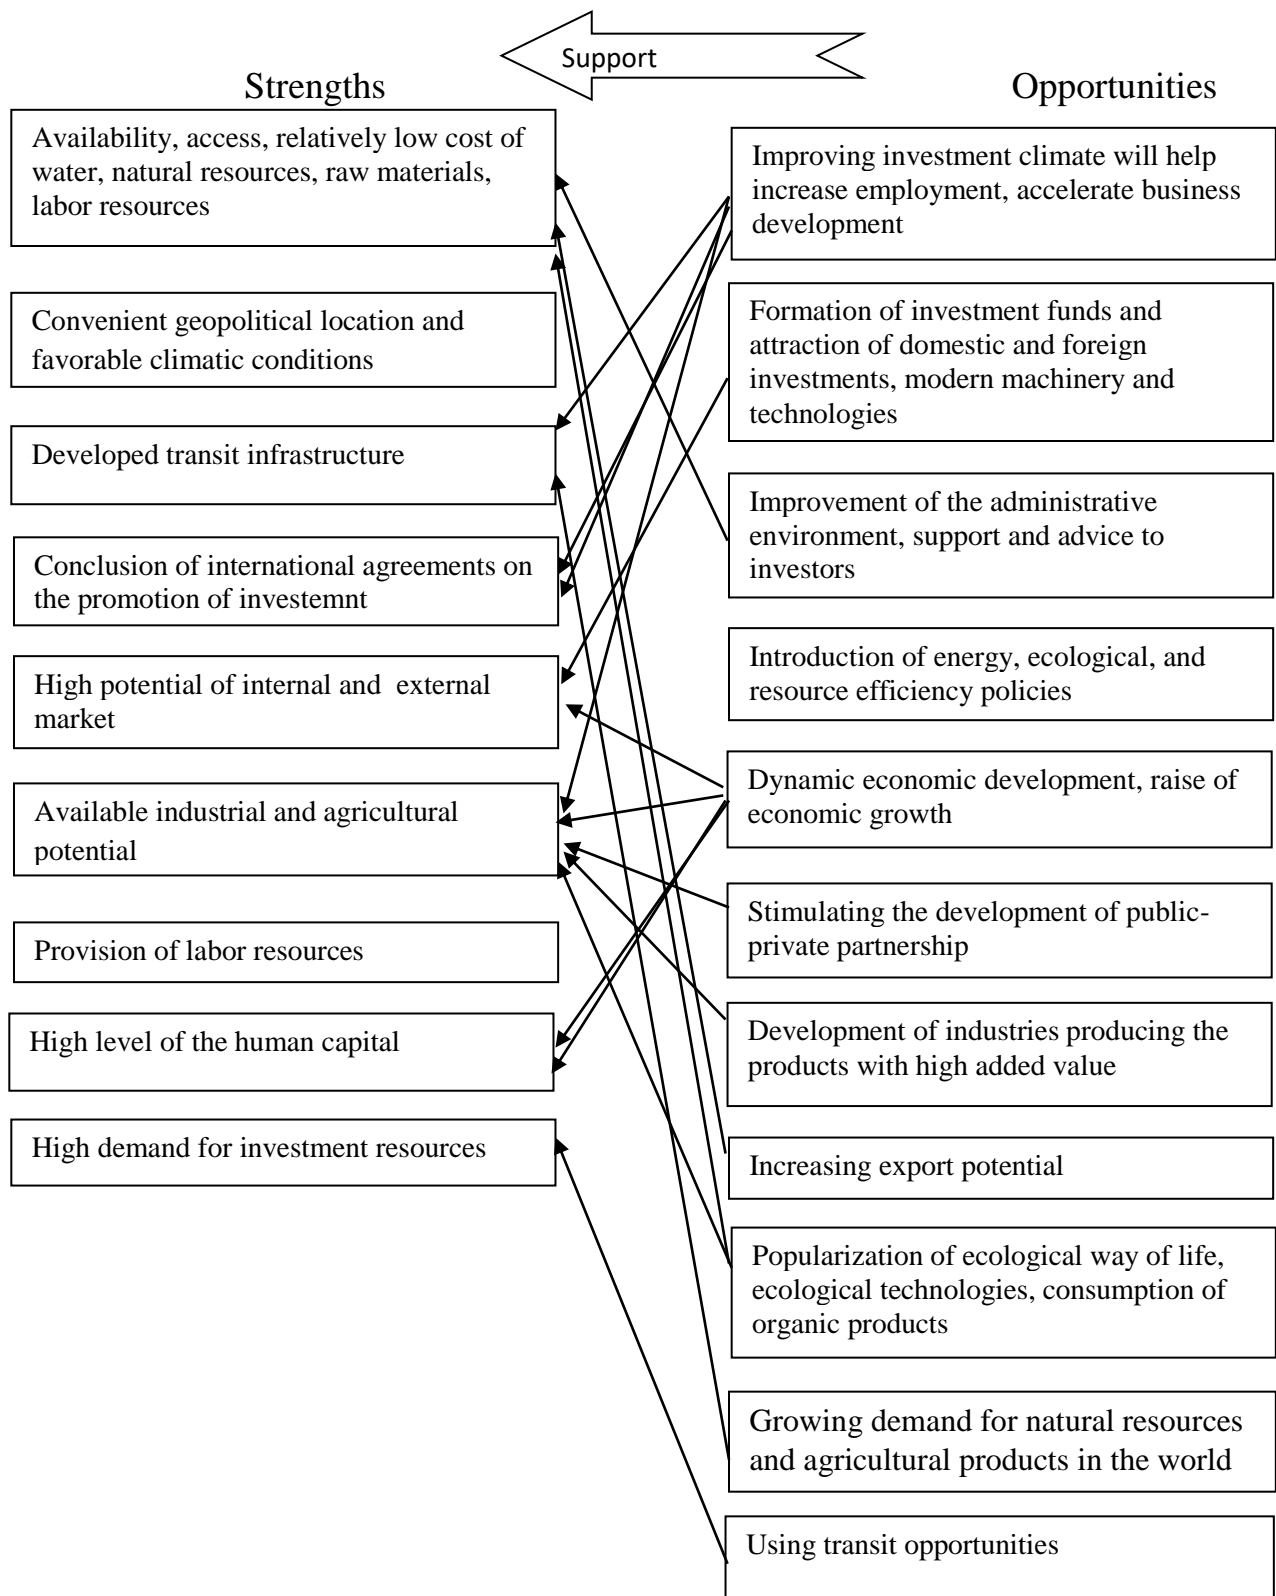 Support
Strengths
Opportunities
Availability, access, relatively low cost of
water, natural resources, raw materials,
labor resources
Convenient geopolitical location and
favorable climatic conditions
Developed transit infrastructure
Conclusion of international agreements on
the promotion of investemnt
High potential of internal and external
market
Available industrial and agricultural
potential
Provision of labor resources
High level of the human capital
High demand for investment resources
Improving investment climate will help
increase employment, accelerate business
development
Formation of investment funds and
attraction of domestic and foreign
investments, modern machinery and
technologies
Improvement of the administrative
environment, support and advice to
investors
Introduction of energy, ecological, and
resource efficiency policies
Dynamic economic development, raise of
economic growth
Stimulating the development of public-
private partnership
Development of industries producing the
products with high added value
Increasing export potential
Popularization of ecological way of life,
ecological technologies, consumption of
organic products
Growing demand for natural resources
and agricultural products in the world
Using transit opportunities